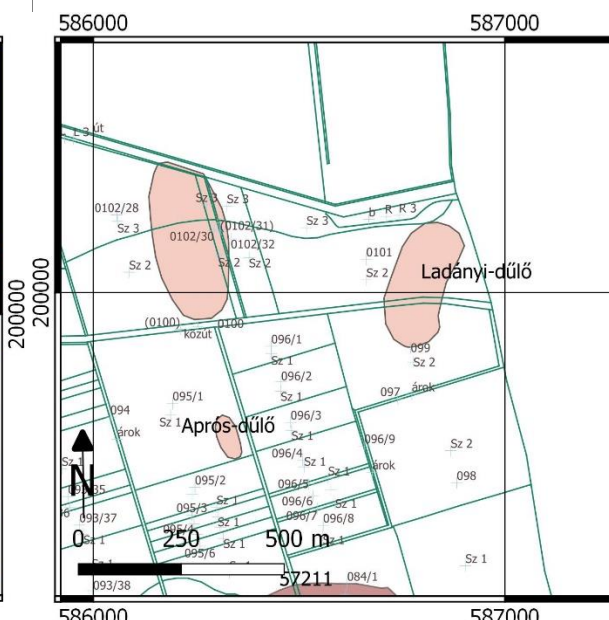 586000
587000
L 3 út
Sz 3
Sz 3
b R R 3
0102/28
Sz 3
(0102/31)
Sz 3
0102/30
0102/32
0101
Sz 2
Sz 2
Sz 2
Sz 2
Ladányi-dűlő
200000
200000
(0100)
0100
közút
096/1
099
Sz 1
Sz 2
096/2
097
árok
095/1
Sz 1
094
Sz 1
Aprós-dűlő
096/3
árok
Sz 1
096/9
Sz 2
096/4
árok
Sz 1
Sz 1
N
095/2
096/5
098
095/3
Sz 1
096/6
Sz 1
093/37
Sz 1
096/7
096/8
095/4
0
250
500 m
Sz 1
Sz 1
Sz 1
095/6
Sz 1
57211
084/1
093/38
586000
587000